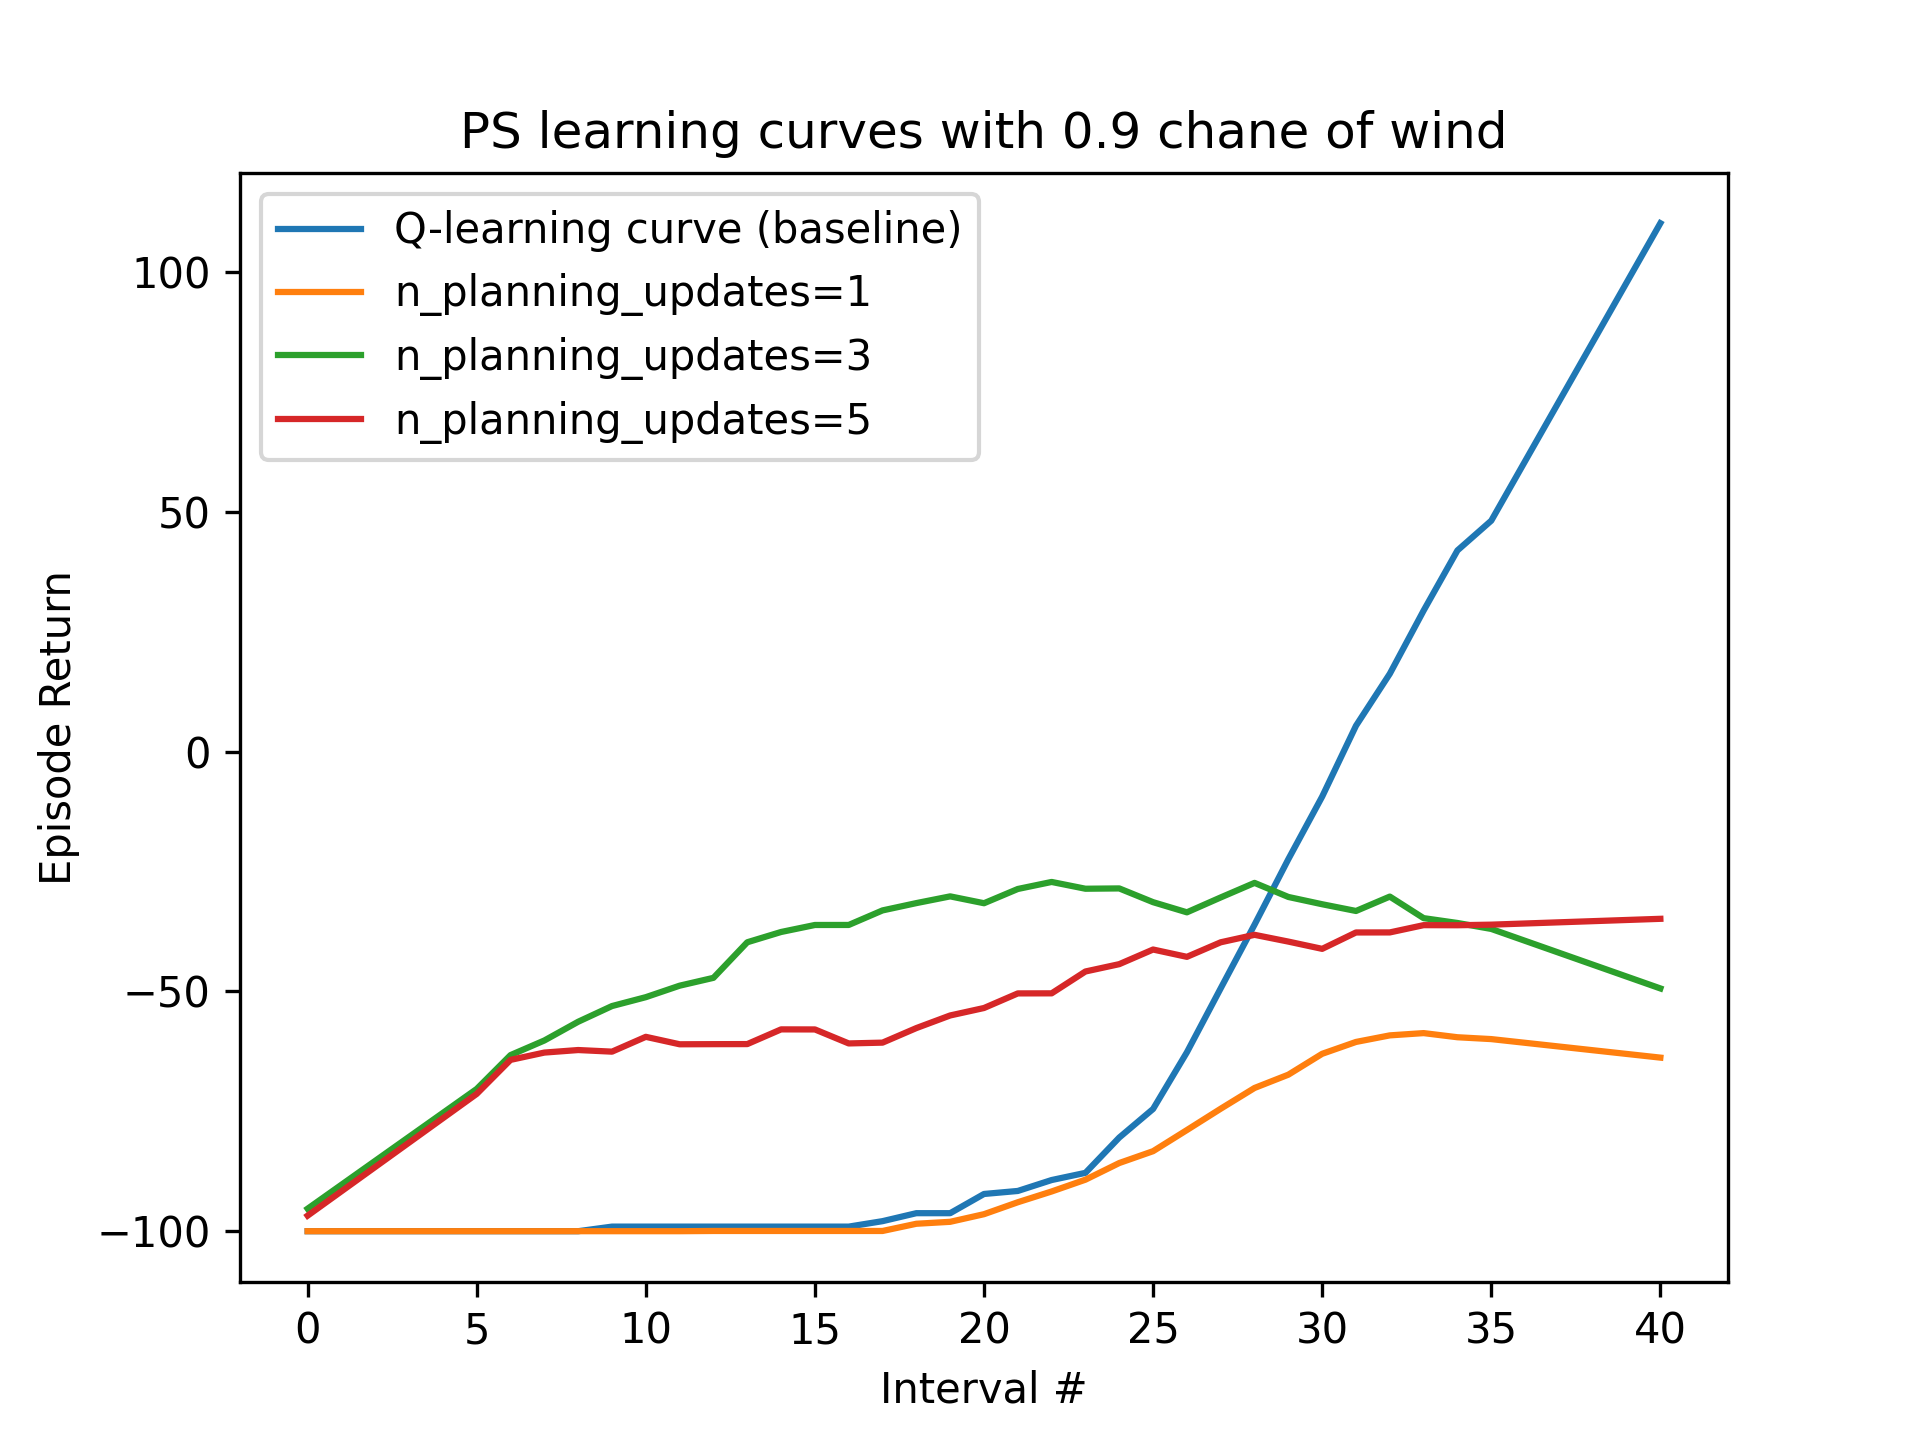 PS learning curves with 0.9 chane of wind
Q-learning curve (baseline)
n_planning_updates=1
n_planning_updates=3
n_planning_updates=5
Episode Return
100
50
0
−50
−100
0 5 10 15 20 25 30 35 40
Interval #